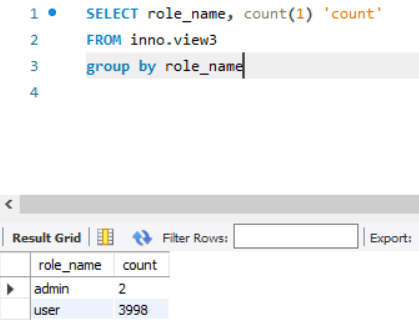 1 SELECT role_name, count(1) 'count'
2 FROM inno.view3
3 group by role_name
4
Result Grid Filter Rows: Export:
role_name count
admin 2
user 3998